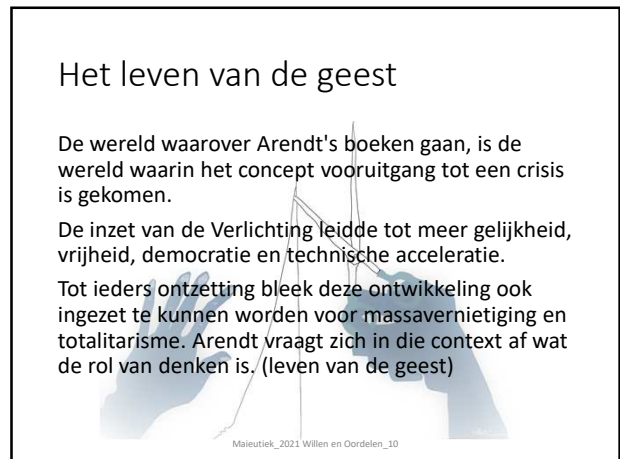 Het leven van de geest
De wereld waarover Arendt's boeken gaan, is de
wereld waarin het concept vooruitgang tot een crisis
is gekomen.
De inzet van de Verlichting leidde tot meer gelijkheid,
vrijheid, democratie en technische acceleratie.
Tot ieders ontzetting bleek deze ontwikkeling ook
ingezet te kunnen worden voor massavernietiging en
totalitarisme. Arendt vraagt zich in die context af wat
de rol van denken is. (leven van de geest)
Maieutiek_2021 Willen en Oordelen_10